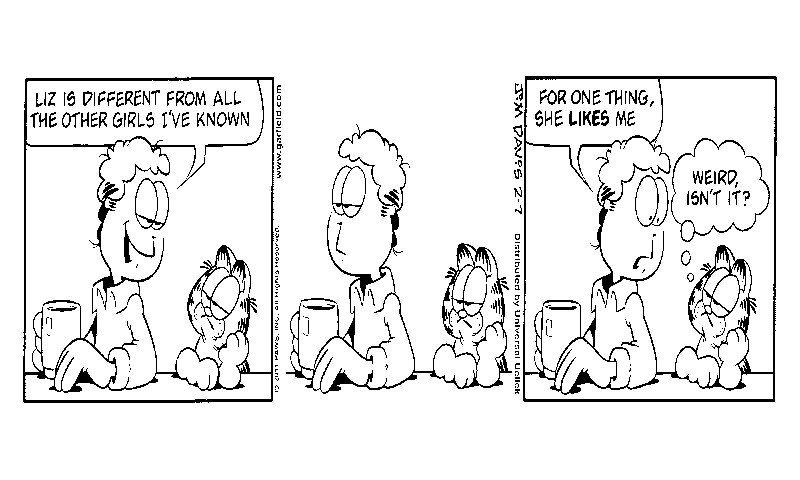 LIZ IS DIFFERENT FROM ALL
THE OTHER GIRLS I'VE KNOWN
www.garfield.com
JIM DAVIS 2-7
Distributed by Universal Uclick
FOR ONE THING,
SHE LIKES ME
WEIRD,
ISN'T IT?